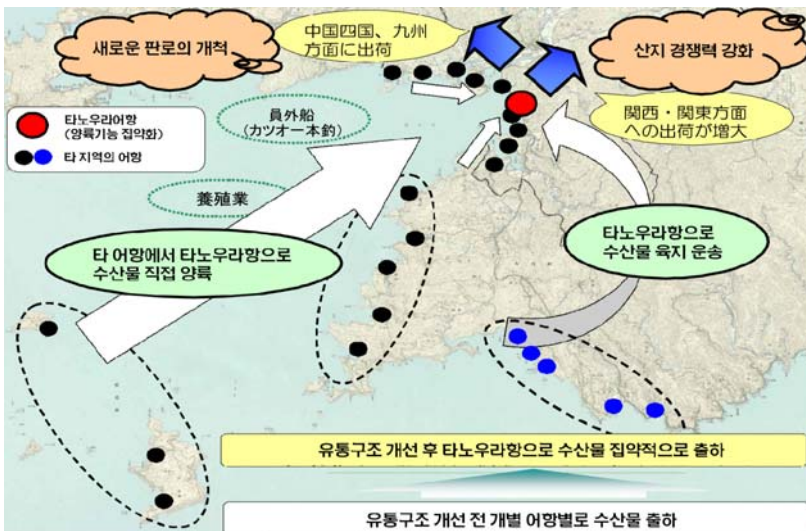 새로운 판로의 개척
中国四国、九州
方面に出荷
산지 경쟁력 강화
타노우라어항
(양륙기능 집약화)
타 지역의 어항
員外船
(カツオ一本釣)
関西・関東方面
への出荷が増大
養殖業
타 어항에서 타노우라항으로
수산물 직접 양륙
타노우라항으로
수산물 육지 운송
유통구조 개선 후 타노우라항으로 수산물 집약적으로 출하
유통구조 개선 전 개별 어항별로 수산물 출하